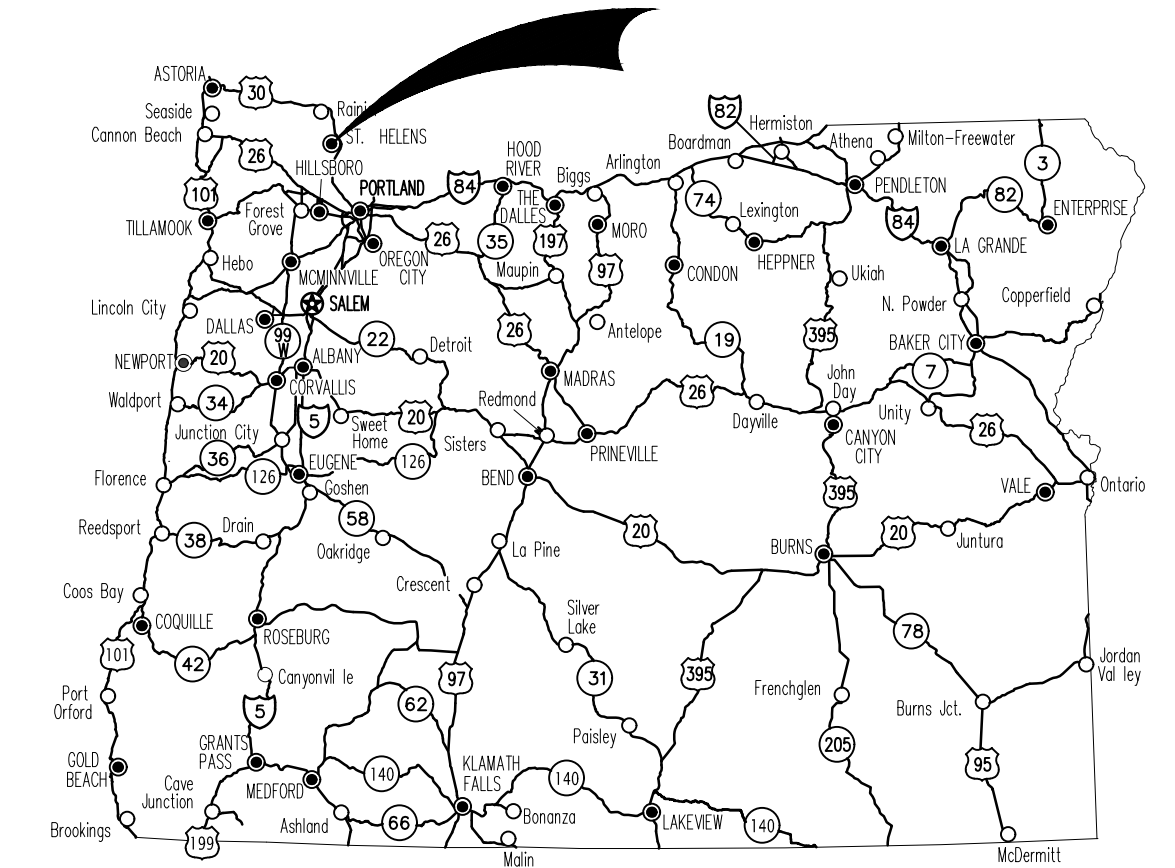 ASTORIA
30
Seaside
Cannon Beach
ST. HELENS
26
HILLSBORO
101
PORTLAND
TILLAMOOK
Forest
Grove
84
HOOD
RIVER
THE
DALLES
Biggs
Arlington
Boardman
82
Hermiston
Athena
Milton-Freewater
PENDLETON
3
82
ENTERPRISE
84
LA GRANDE
74
Lexington
HEPPNER
MORO
35
197
26
OREGON
CITY
Hebo
MCMINNVILLE
Maupin
97
CONDON
Ukiah
N. Powder
Copperfield
Lincoln City
SALEM
DALLAS
99
W
22
Detroit
26
Antelope
19
395
BAKER CITY
NEWPORT
20
ALBANY
CORVALLIS
MADRAS
7
Waldport
34
5
Sweet
Home
20
Redmond
26
Dayville
John
Day
Unity
26
CANYON
CITY
Junction City
36
126
EUGENE
126
Sisters
PRINEVILLE
Florence
Goshen
BEND
395
VALE
Ontario
Reedsport
38
Drain
58
Oakridge
20
BURNS
20
Juntura
La Pine
Crescent
Coos Bay
COQUILLE
ROSEBURG
Silver
Lake
78
101
42
Canyonvil le
97
31
395
Frenchglen
Burns Jct.
Jordan
Val ley
Port
Orford
5
62
Paisley
205
95
GOLD
BEACH
GRANTS
PASS
Cave
Junction
MEDFORD
140
KLAMATH
FALLS
140
Brookings
199
Ashland
66
Bonanza
Malin
LAKEVIEW
140
McDermitt